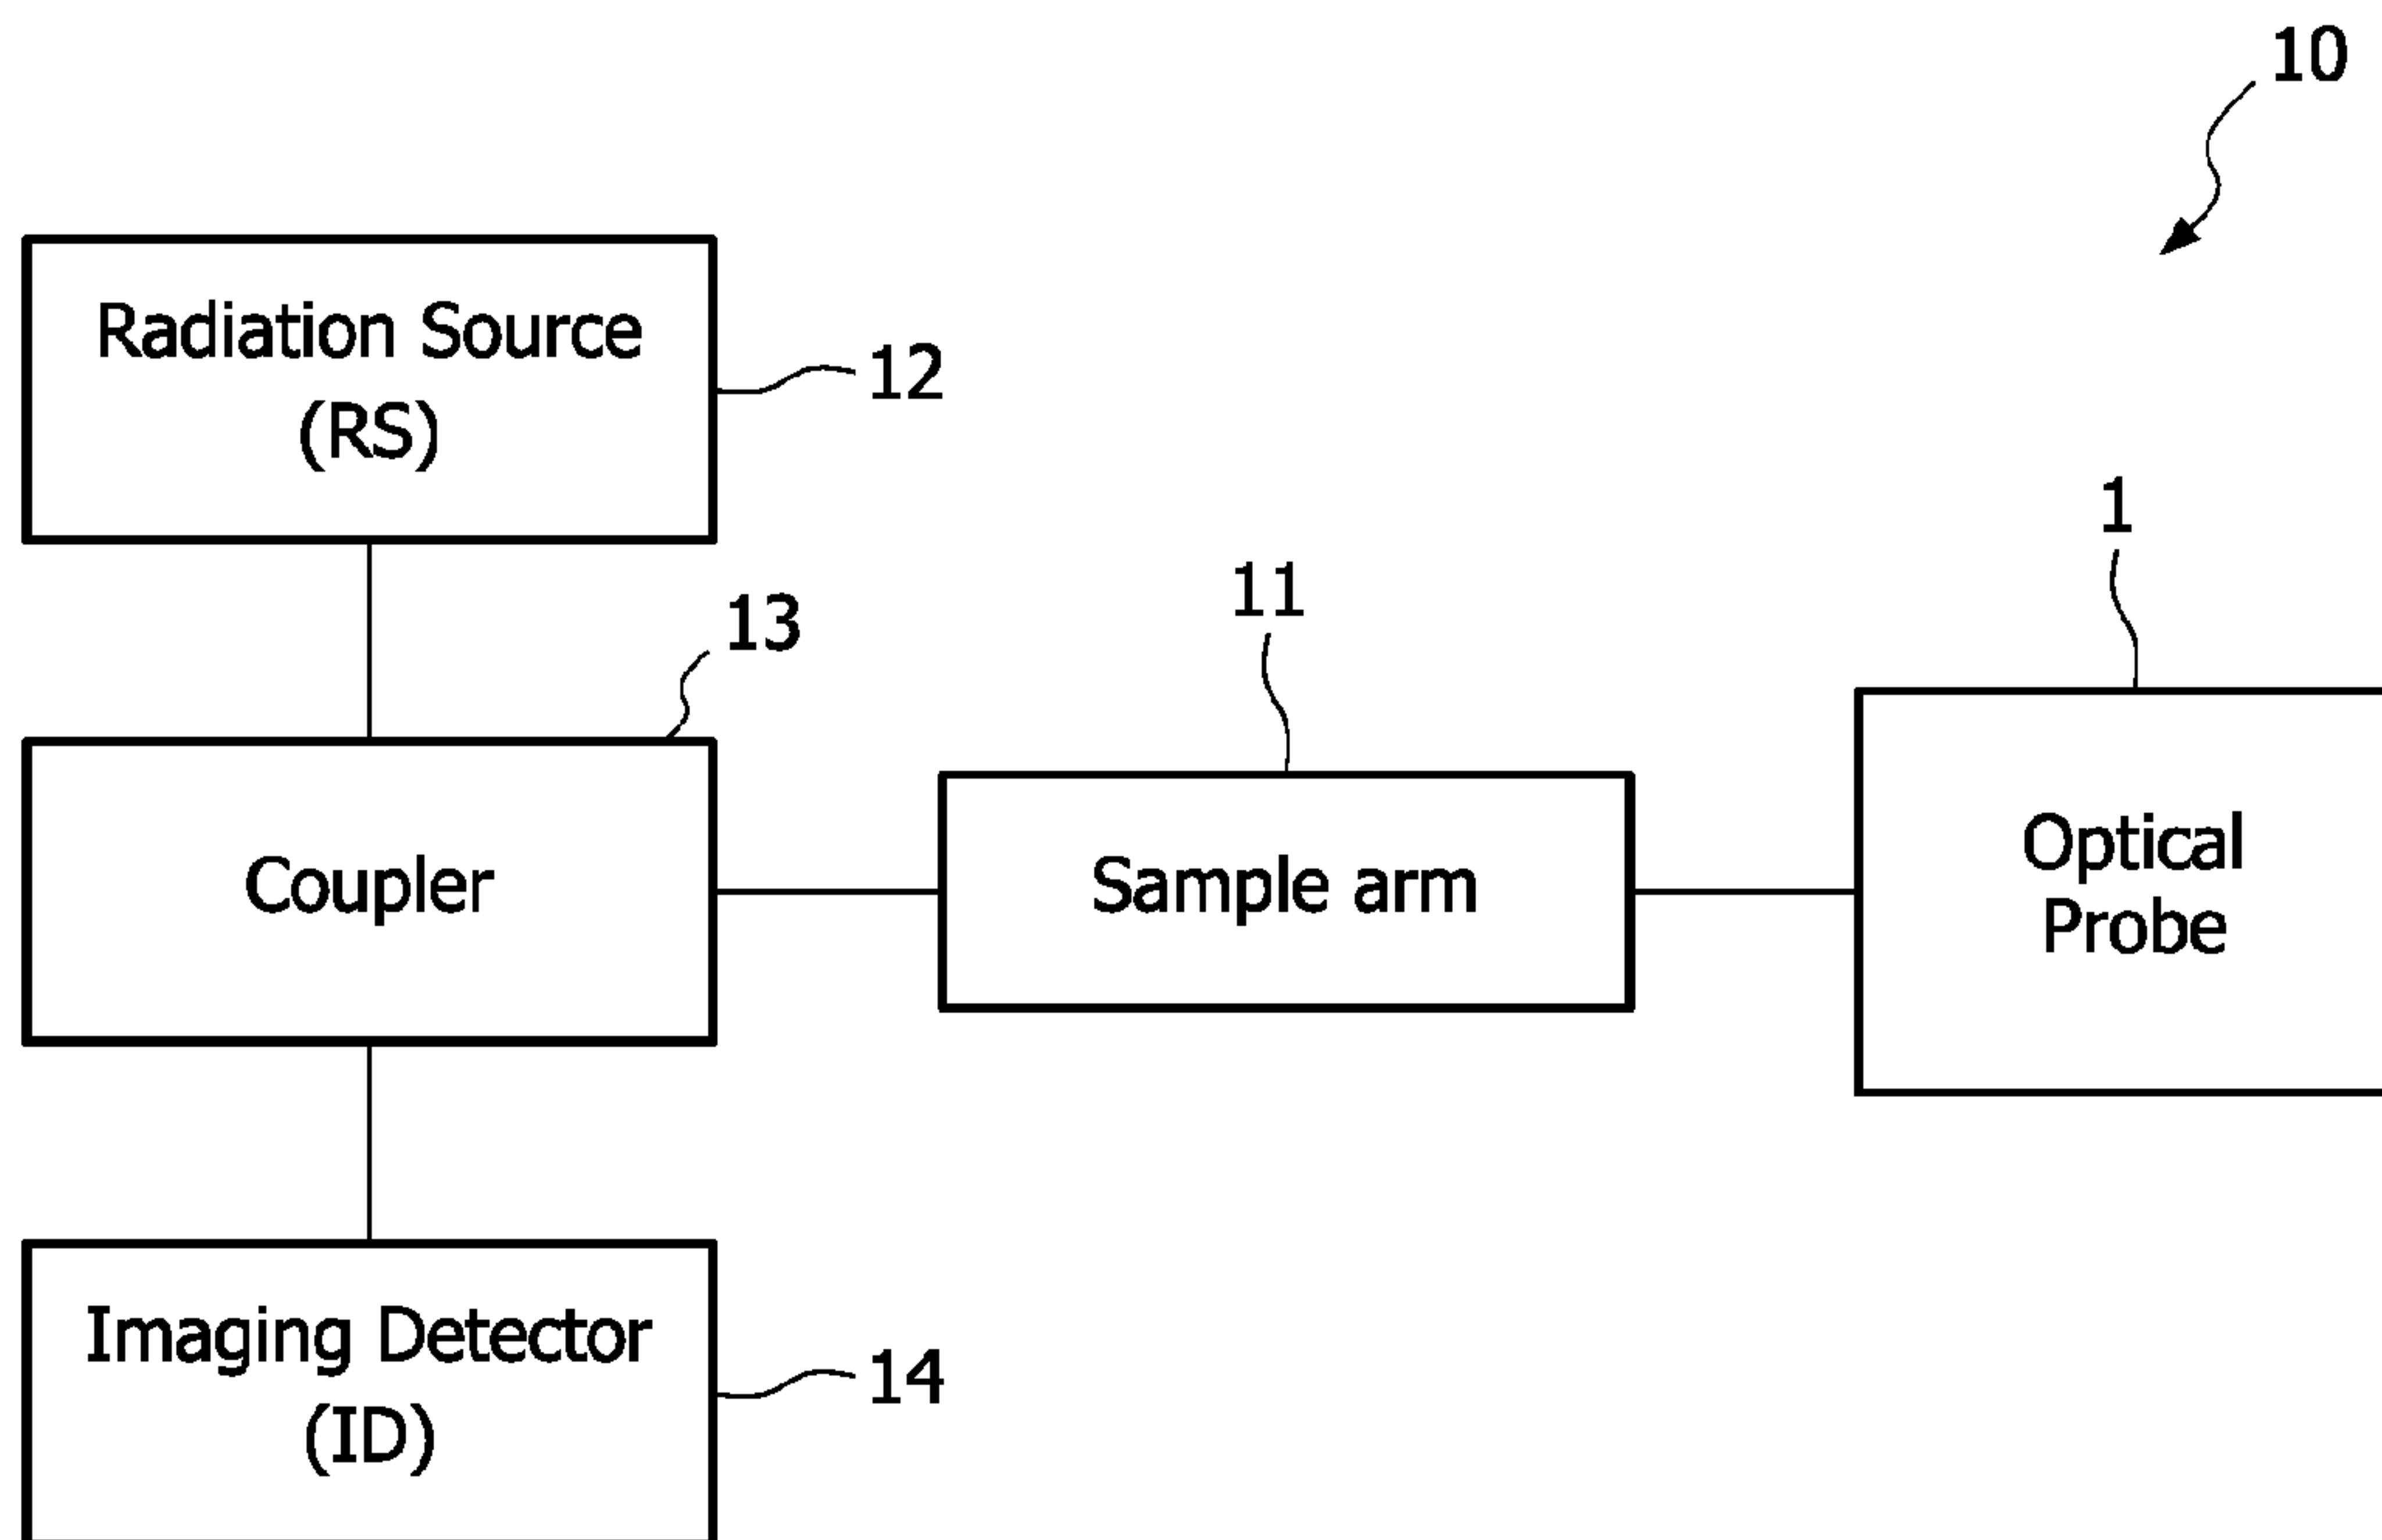 10
Radiation Source
(RS)
12
1
11
13
Coupler
Sample arm
Optical
Probe
Imaging Detector
(ID)
14